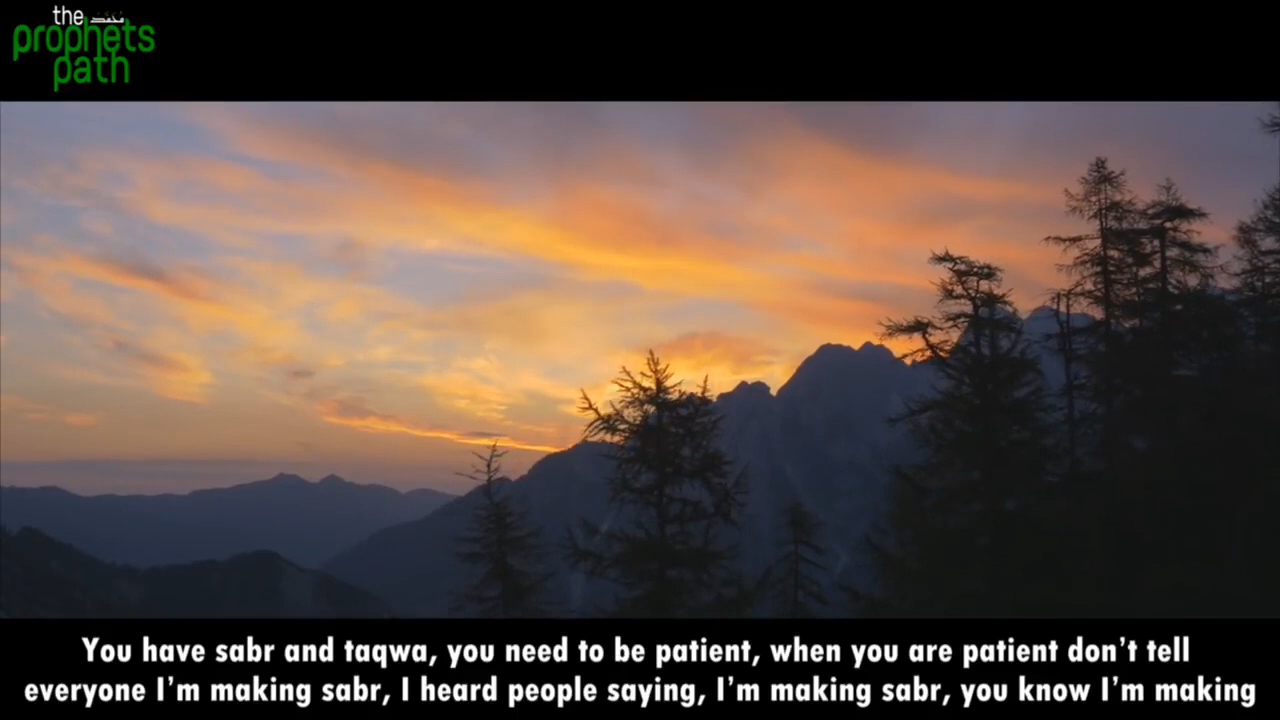 the محمد
prophets
path
You have sabr and taqwa, you need to be patient, when you are patient don't tell
everyone I'm making sabr, I heard people saying, I'm making sabr, you know I'm making